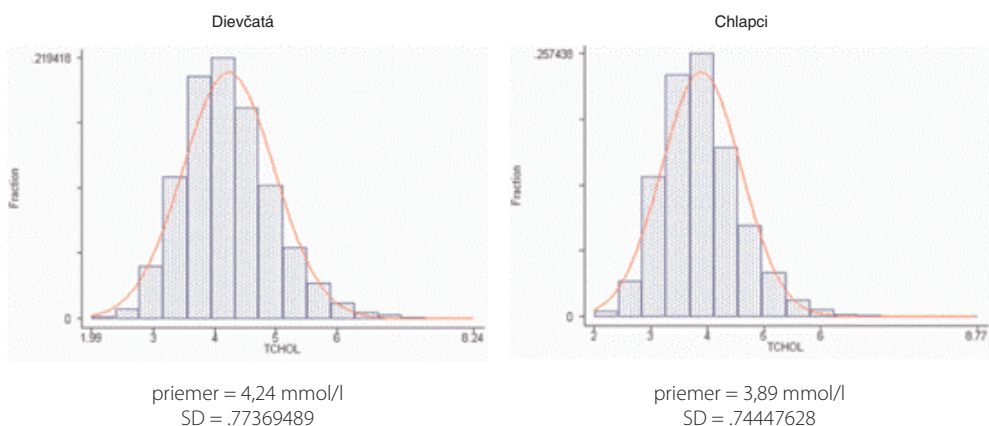 Dievčatá
.219418
Fraction
0
1.99 3 4 5 6 8.24
TCHOL
priemer = 4,24 mmol/l
SD = .77369489
Chlapci
.257438
Fraction
0
2 3 4 5 6 8.77
TCHOL
priemer = 3,89 mmol/l
SD = .74447628